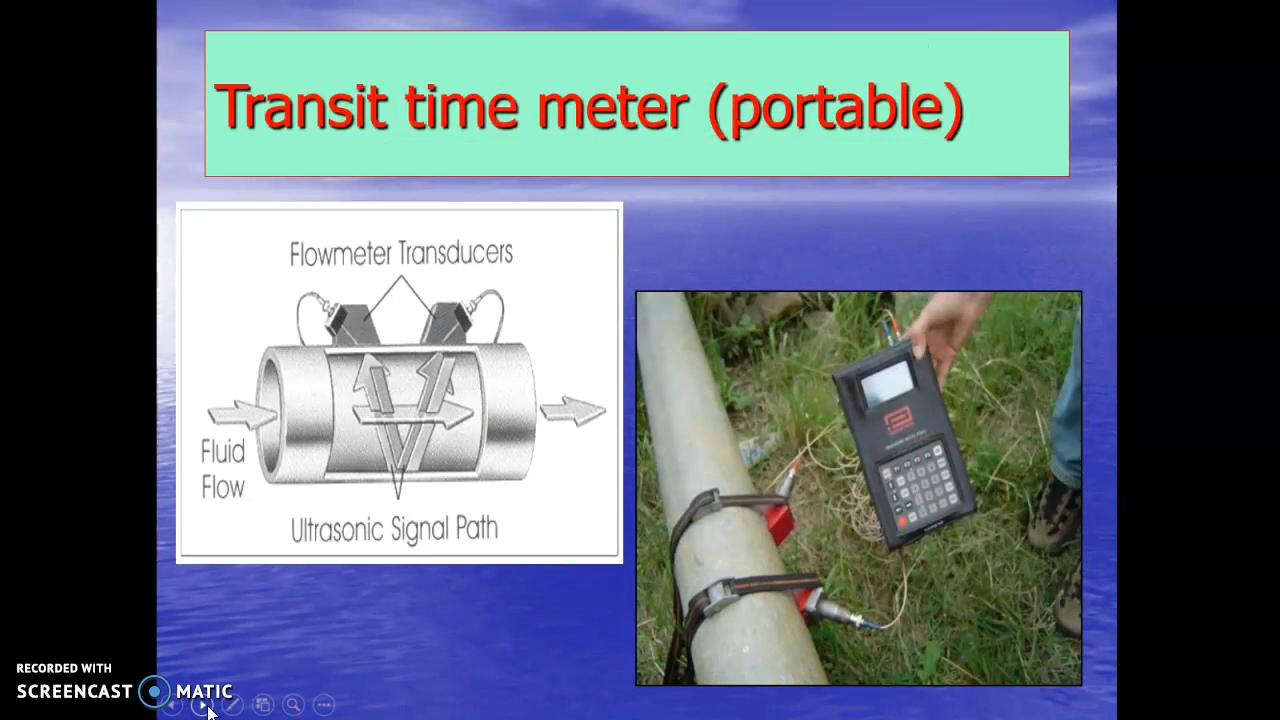 Transit time meter (portable)
Flowmeter Transducers
Fluid
Flow
Ultrasonic Signal Path
RECORDED WITH
SCREENCAST MATIC